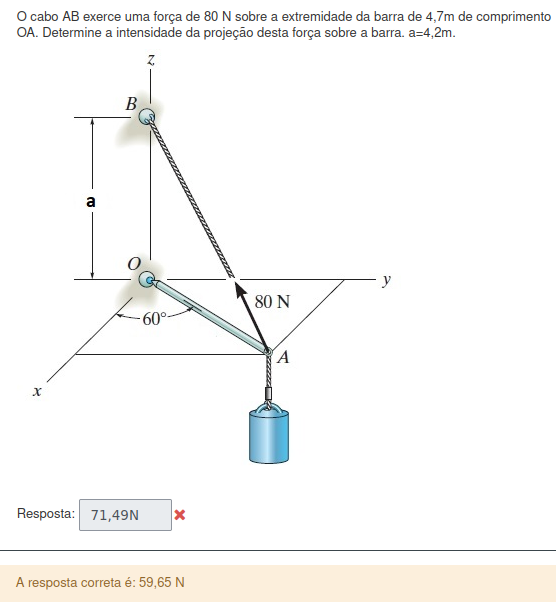 O cabo AB exerce uma força de 80 N sobre a extremidade da barra de 4,7m de comprimento
OA. Determine a intensidade da projeção desta força sobre a barra. a=4,2m.
z
B
a
O
y
80 N
60°
A
x
Resposta: 71,49N
A resposta correta é: 59,65 N